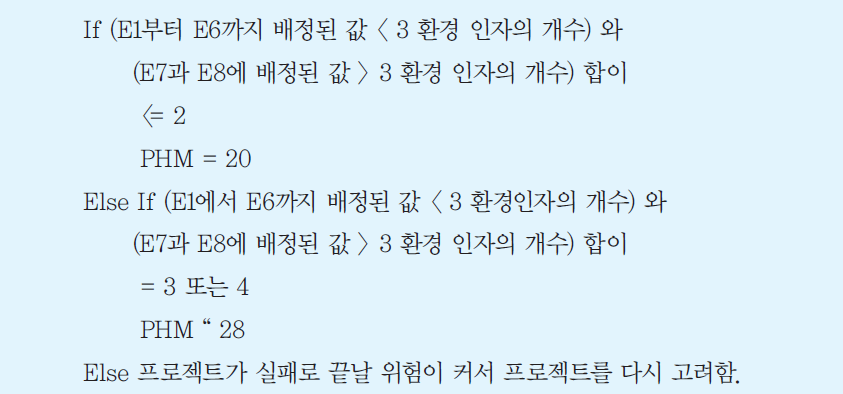 If (E1부터 E6까지 배정된 값 < 3 환경 인자의 개수) 와
(E7과 E8에 배정된 값 > 3 환경 인자의 개수) 합이
<= 2
PHM = 20
Else If (E1에서 E6까지 배정된 값 < 3 환경인자의 개수) 와
(E7과 E8에 배정된 값 > 3 환경 인자의 개수) 합이
= 3 또는 4
PHM “ 28
Else 프로젝트가 실패로 끝날 위험이 커서 프로젝트를 다시 고려함.